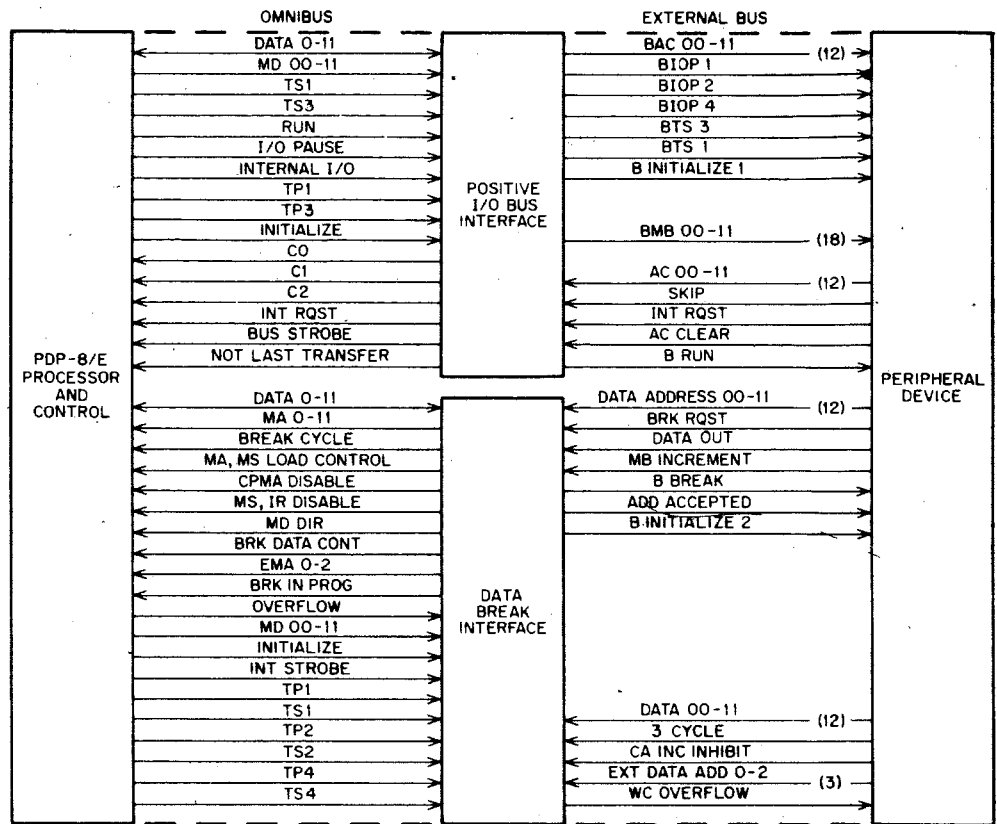 OMNIBUS
EXTERNAL BUS
DATA 0-11
MD 00-11
TS1
TS3
RUN
I/O PAUSE
INTERNAL I/O
TP1
TP3
INITIALIZE
C0
C1
C2
INT RQST
BUS STROBE
NOT LAST TRANSFER
POSITIVE
I/O BUS
INTERFACE
BAC 00-11 (12)
BIOP 1
BIOP 2
BIOP 4
BTS 3
BTS 1
B INITIALIZE 1
BMB 00-11 (18)
AC 00-11 (12)
SKIP
INT RQST
AC CLEAR
B RUN
PDP-8/E
PROCESSOR
AND
CONTROL
PERIPHERAL
DEVICE
DATA 0-11
MA 0-11
BREAK CYCLE
MA, MS LOAD CONTROL
CPMA DISABLE
MS, IR DISABLE
MD DIR
BRK DATA CONT
EMA 0-2
BRK IN PROG
OVERFLOW
MD 00-11
INITIALIZE
INT STROBE
TP1
TS1
TP2
TS2
TP4
TS4
DATA
BREAK
INTERFACE
DATA ADDRESS 00-11 (12)
BRK RQST
DATA OUT
MB INCREMENT
B BREAK
ADD ACCEPTED
B INITIALIZE 2
DATA 00-11 (12)
3 CYCLE
CA INC INHIBIT
EXT DATA ADD 0-2 (3)
WC OVERFLOW